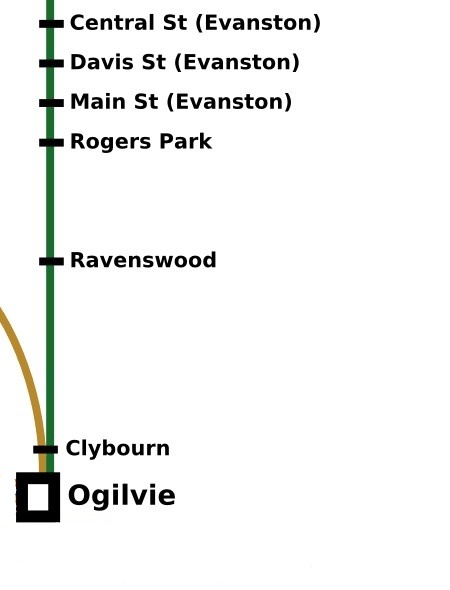 Central St (Evanston)
Davis St (Evanston)
Main St (Evanston)
Rogers Park
Ravenswood
Clybourn
Ogilvie